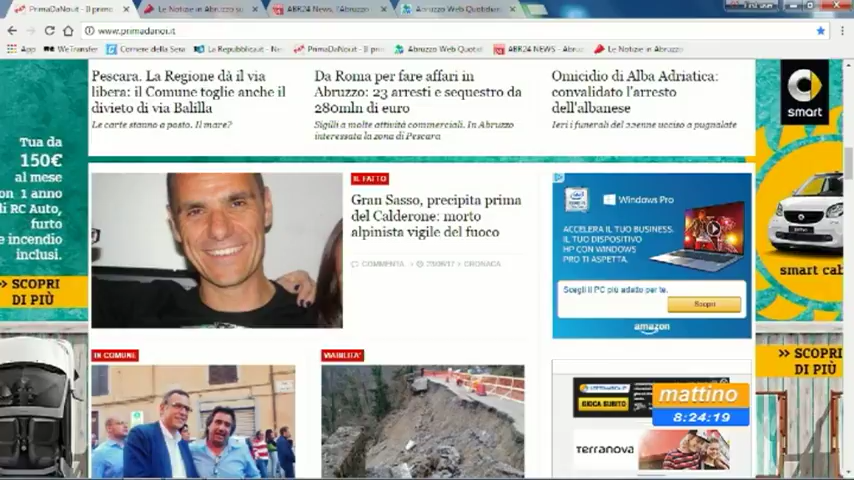 PrimaDaNoi.it - Il primo
Le Notizie in Abruzzo su
ABR24 NEWS, l'Abruzzo
Abruzzo Web Quotidiano
www.primadanoi.it
App
WeTransfer
Corriere della Sera
La Repubblica.it - Ne
PrimaDaNoi.it - Il pri
Abruzzo Web Quoti
ABR24 NEWS - Abru
Le Notizie in Abruzzo
Pescara. La Regione dà il via
libera: il Comune toglie anche il
divieto di via Balilla
Le carte stanno a posto. Il mare?
Da Roma per fare affari in
Abruzzo: 23 arresti e sequestro da
280mln di euro
Sigilli a molte attività commerciali. In Abruzzo
interessata la zona di Pescara
Omicidio di Alba Adriatica:
convalidato l'arresto
dell'albanese
Ieri i funerali del 22enne ucciso a pugnalate
smart
Tua da
150€
al mese
on 1 anno
di RC Auto,
furto
e incendio
inclusi.
SCOPRI
DI PIÙ
IL FATTO
Gran Sasso, precipita prima
del Calderone: morto
alpinista vigile del fuoco
COMMENTA
CRONACA
intel
Windows Pro
ACCELERA IL TUO BUSINESS.
IL TUO DISPOSITIVO
HP CON WINDOWS
PRO TI ASPETTA.
Scegli il PC più adatto per te.
Scopri
amazon
smart cab
>> SCOPRI
DI PIÙ
IN COMUNE
VIABILITA'
GIOCA SUBITO
mattino
8:24:19
terranova